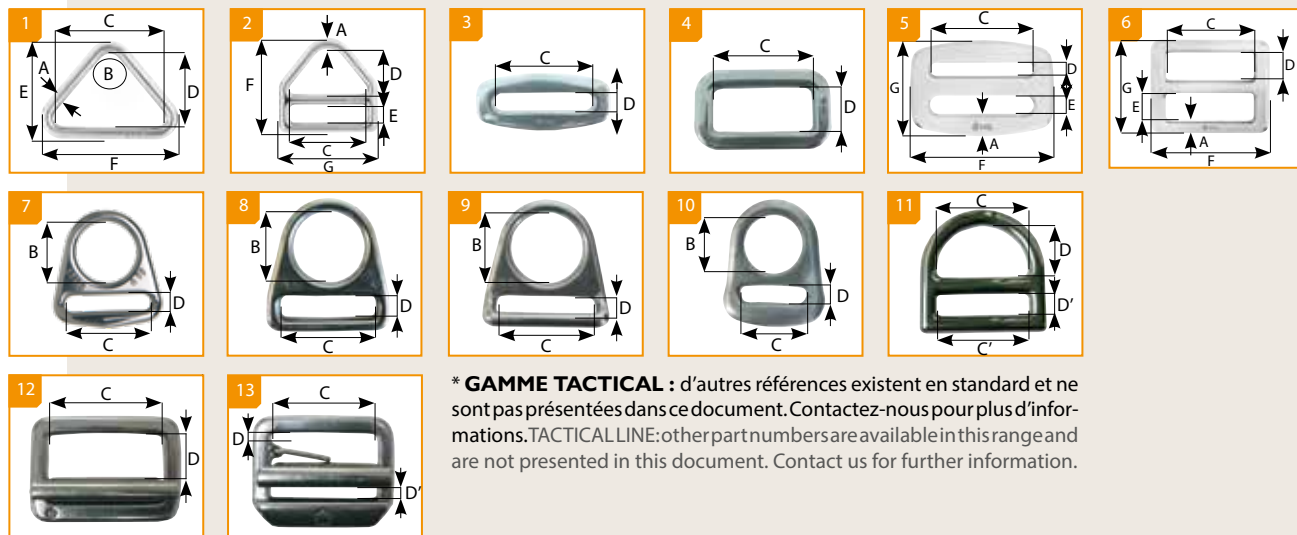 1
C
A
B
E
D
F
2
A
F
D
E
C
G
3
C
D
4
C
D
5
C
G
D
E
A
F
6
C
D
G
E
A
F
7
B
D
C
8
B
D
C
9
B
D
C
10
B
D
C
11
C
D
D’
C’
12
C
D
13
C
D
D’
* GAMME TACTICAL : d’autres références existent en standard et ne
sont pas présentées dans ce document. Contactez-nous pour plus d’infor-
mations. TACTICAL LINE: other part numbers are available in this range and
are not presented in this document. Contact us for further information.